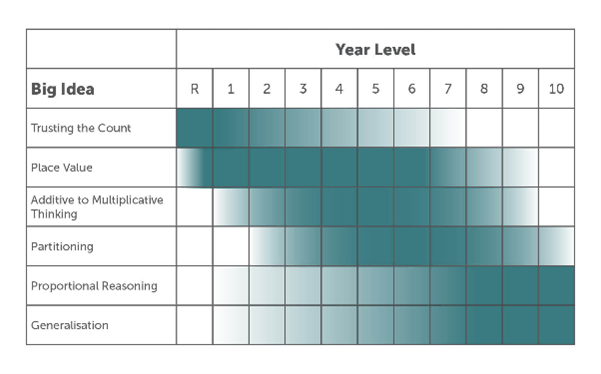 Year Level
Big Idea R 1 2 3 4 5 6 7 8 9 10
Trusting the Count
Place Value
Additive to Multiplicative
Thinking
Partitioning
Proportional Reasoning
Generalisation